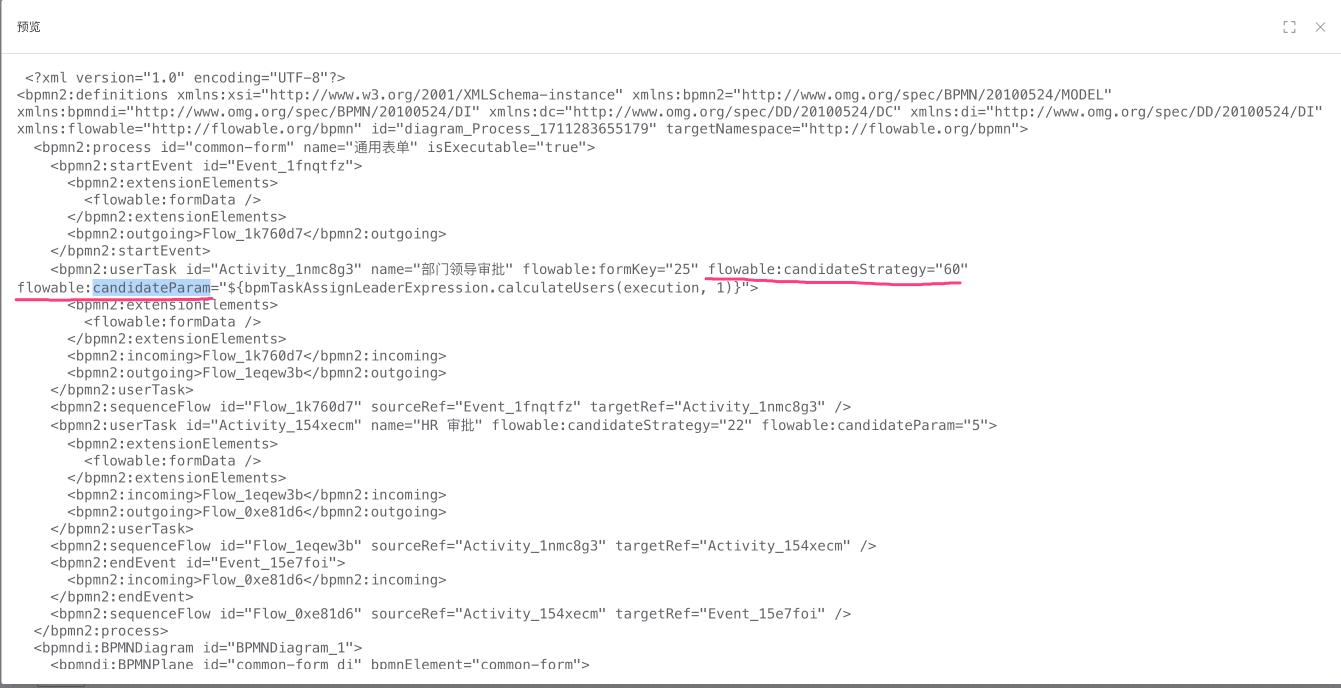 预览
<?xml version="1.0" encoding="UTF-8"?>
<bpmn2:definitions xmlns:xsi="http://www.w3.org/2001/XMLSchema-instance" xmlns:bpmn2="http://www.omg.org/spec/BPMN/20100524/MODEL"
xmlns:bpmndi="http://www.omg.org/spec/BPMN/20100524/DI" xmlns:dc="http://www.omg.org/spec/DD/20100524/DC" xmlns:di="http://www.omg.org/spec/DD/20100524/DI"
xmlns:flowable="http://flowable.org/bpmn" id="diagram_Process_1711283655179" targetNamespace="http://flowable.org/bpmn">
<bpmn2:process id="common-form" name="通用表单" isExecutable="true">
<bpmn2:startEvent id="Event_1fnqtfz">
<bpmn2:extensionElements>
<flowable:formData />
</bpmn2:extensionElements>
<bpmn2:outgoing>Flow_1k760d7</bpmn2:outgoing>
</bpmn2:startEvent>
<bpmn2:userTask id="Activity_1nmc8g3" name="部门领导审批" flowable:formKey="25" flowable:candidateStrategy="60"
flowable:candidateParam="${bpmTaskAssignLeaderExpression.calculateUsers(execution, 1)}">
<bpmn2:extensionElements>
<flowable:formData />
</bpmn2:extensionElements>
<bpmn2:incoming>Flow_1k760d7</bpmn2:incoming>
<bpmn2:outgoing>Flow_1eqew3b</bpmn2:outgoing>
</bpmn2:userTask>
<bpmn2:sequenceFlow id="Flow_1k760d7" sourceRef="Event_1fnqtfz" targetRef="Activity_1nmc8g3" />
<bpmn2:userTask id="Activity_154xecm" name="HR 审批" flowable:candidateStrategy="22" flowable:candidateParam="5">
<bpmn2:extensionElements>
<flowable:formData />
</bpmn2:extensionElements>
<bpmn2:incoming>Flow_1eqew3b</bpmn2:incoming>
<bpmn2:outgoing>Flow_0xe81d6</bpmn2:outgoing>
</bpmn2:userTask>
<bpmn2:sequenceFlow id="Flow_1eqew3b" sourceRef="Activity_1nmc8g3" targetRef="Activity_154xecm" />
<bpmn2:endEvent id="Event_15e7foi">
<bpmn2:incoming>Flow_0xe81d6</bpmn2:incoming>
</bpmn2:endEvent>
<bpmn2:sequenceFlow id="Flow_0xe81d6" sourceRef="Activity_154xecm" targetRef="Event_15e7foi" />
</bpmn2:process>
<bpmndi:BPMNDiagram id="BPMNDiagram_1">
<bpmndi:BPMNPlane id="common-form_di" bpmnElement="common-form">